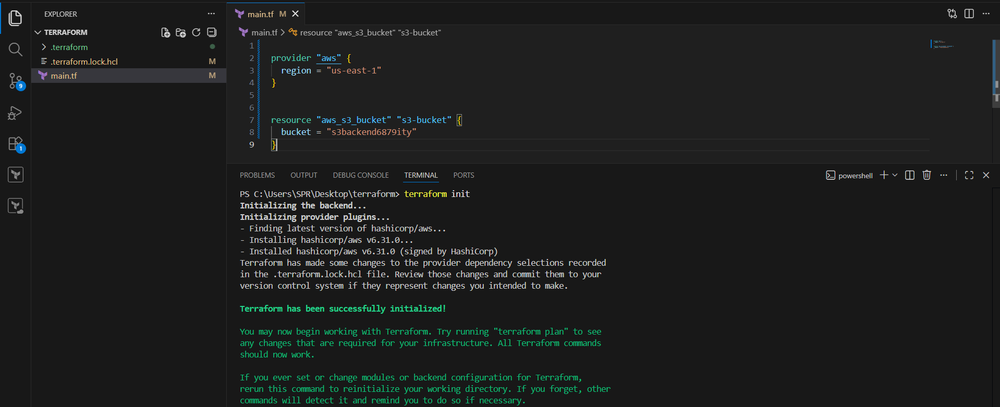 EXPLORER
TERRAFORM
.terraform
.terraform.lock.hcl M
main.tf M
9
1
main.tf M
main.tf > resource "aws_s3_bucket" "s3-bucket"
1
2 provider "aws" {
3 region = "us-east-1"
4 }
5
6
7 resource "aws_s3_bucket" "s3-bucket" {
8 bucket = "s3backend6879ity"
9 }
PROBLEMS OUTPUT DEBUG CONSOLE TERMINAL PORTS
powershell
PS C:\Users\SPR\Desktop\terraform> terraform init
Initializing the backend...
Initializing provider plugins...
- Finding latest version of hashicorp/aws...
- Installing hashicorp/aws v6.31.0...
- Installed hashicorp/aws v6.31.0 (signed by HashiCorp)
Terraform has made some changes to the provider dependency selections recorded
in the .terraform.lock.hcl file. Review those changes and commit them to your
version control system if they represent changes you intended to make.
Terraform has been successfully initialized!
You may now begin working with Terraform. Try running "terraform plan" to see
any changes that are required for your infrastructure. All Terraform commands
should now work.
If you ever set or change modules or backend configuration for Terraform,
rerun this command to reinitialize your working directory. If you forget, other
commands will detect it and remind you to do so if necessary.